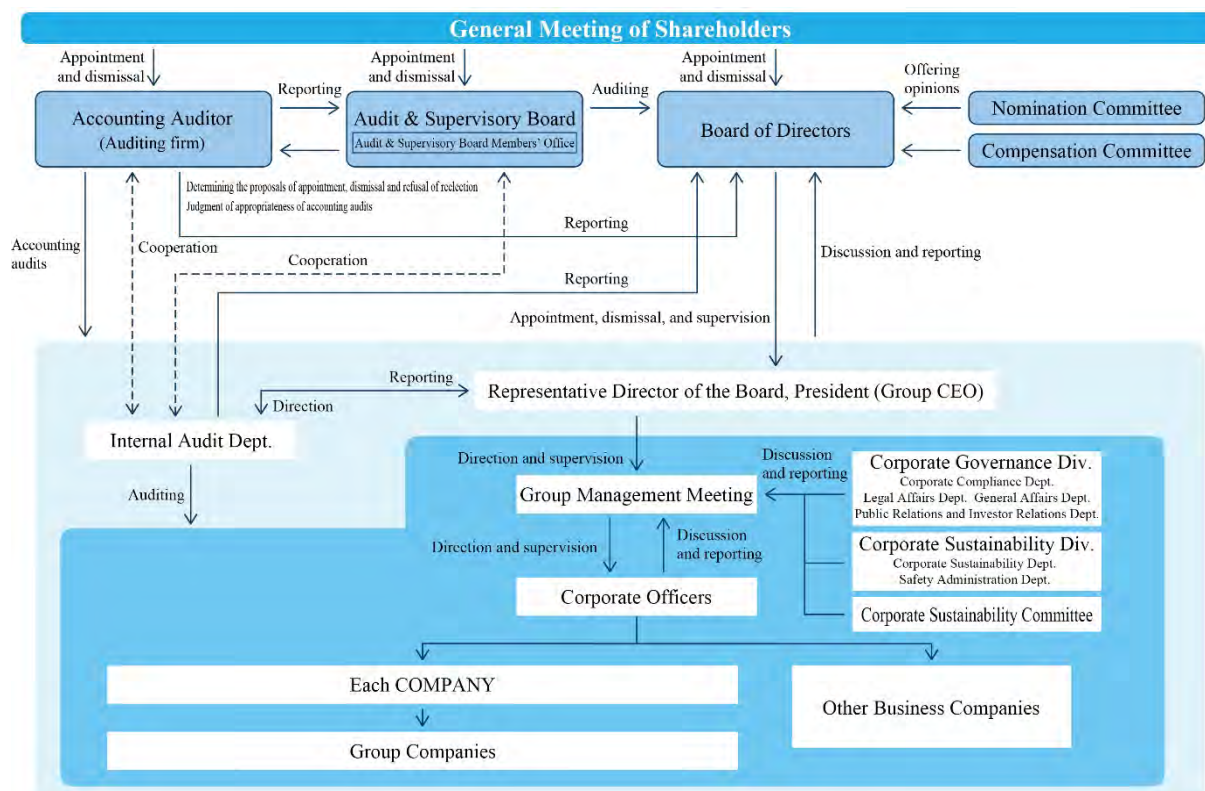 General Meeting of Shareholders
Appointment
and dismissal
Appointment
and dismissal
Appointment
and dismissal
Offering
opinions
Reporting
Auditing
Accounting Auditor
(Auditing firm)
Audit & Supervisory Board
Audit & Supervisory Board Members' Office
Board of Directors
Nomination Committee
Compensation Committee
Determining the proposals of appointment, dismissal and refusal of reelection
Judgment of appropriateness of accounting audits
Accounting
audits
Cooperation
Cooperation
Reporting
Reporting
Discussion and reporting
Appointment, dismissal, and supervision
Reporting
Direction
Representative Director of the Board, President (Group CEO)
Internal Audit Dept.
Auditing
Direction and supervision
Discussion
and reporting
Group Management Meeting
Corporate Governance Div.
Corporate Compliance Dept.
Legal Affairs Dept. General Affairs Dept.
Public Relations and Investor Relations Dept.
Direction and supervision
Discussion
and reporting
Corporate Sustainability Div.
Corporate Sustainability Dept.
Safety Administration Dept.
Corporate Officers
Corporate Sustainability Committee
Each COMPANY
Other Business Companies
Group Companies